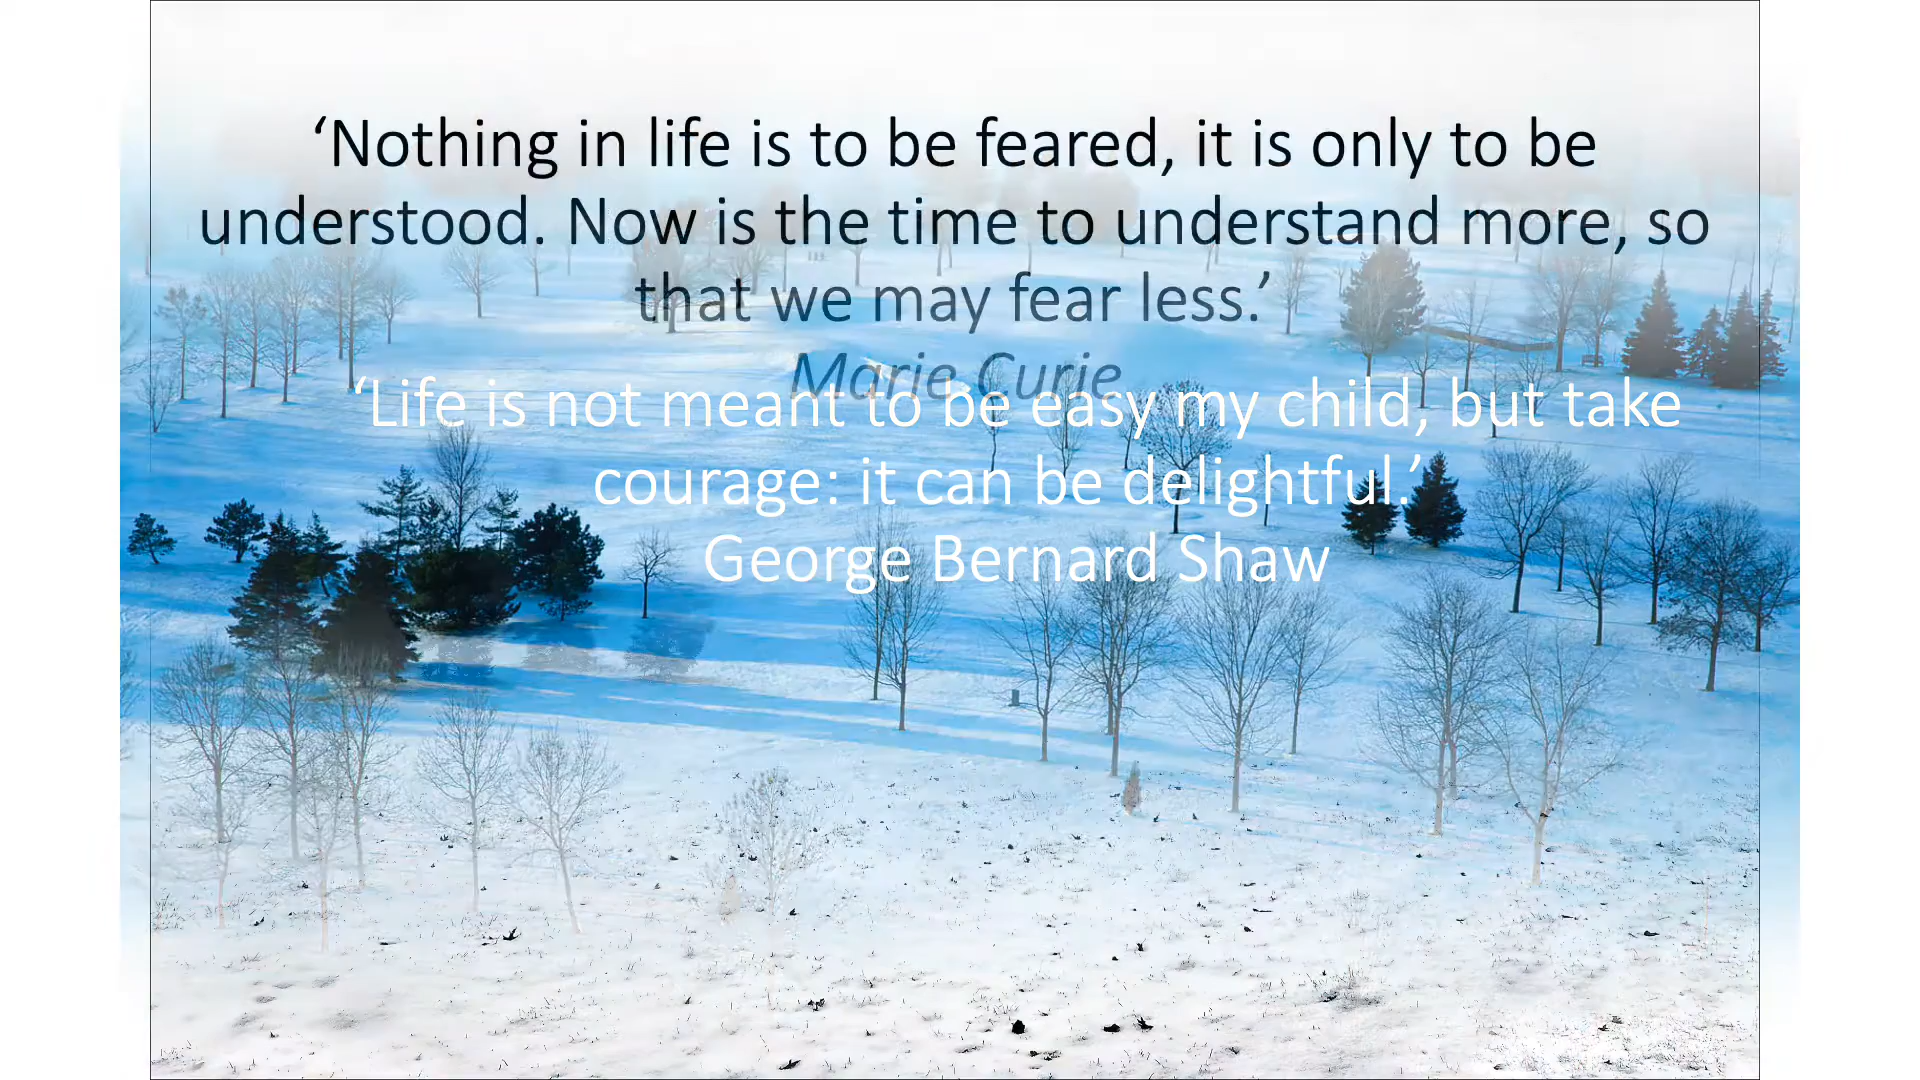 ‘Nothing in life is to be feared, it is only to be
understood. Now is the time to understand more, so
that we may fear less.’
Marie Curie
‘Life is not meant to be easy my child, but take
courage: it can be delightful.’
George Bernard Shaw